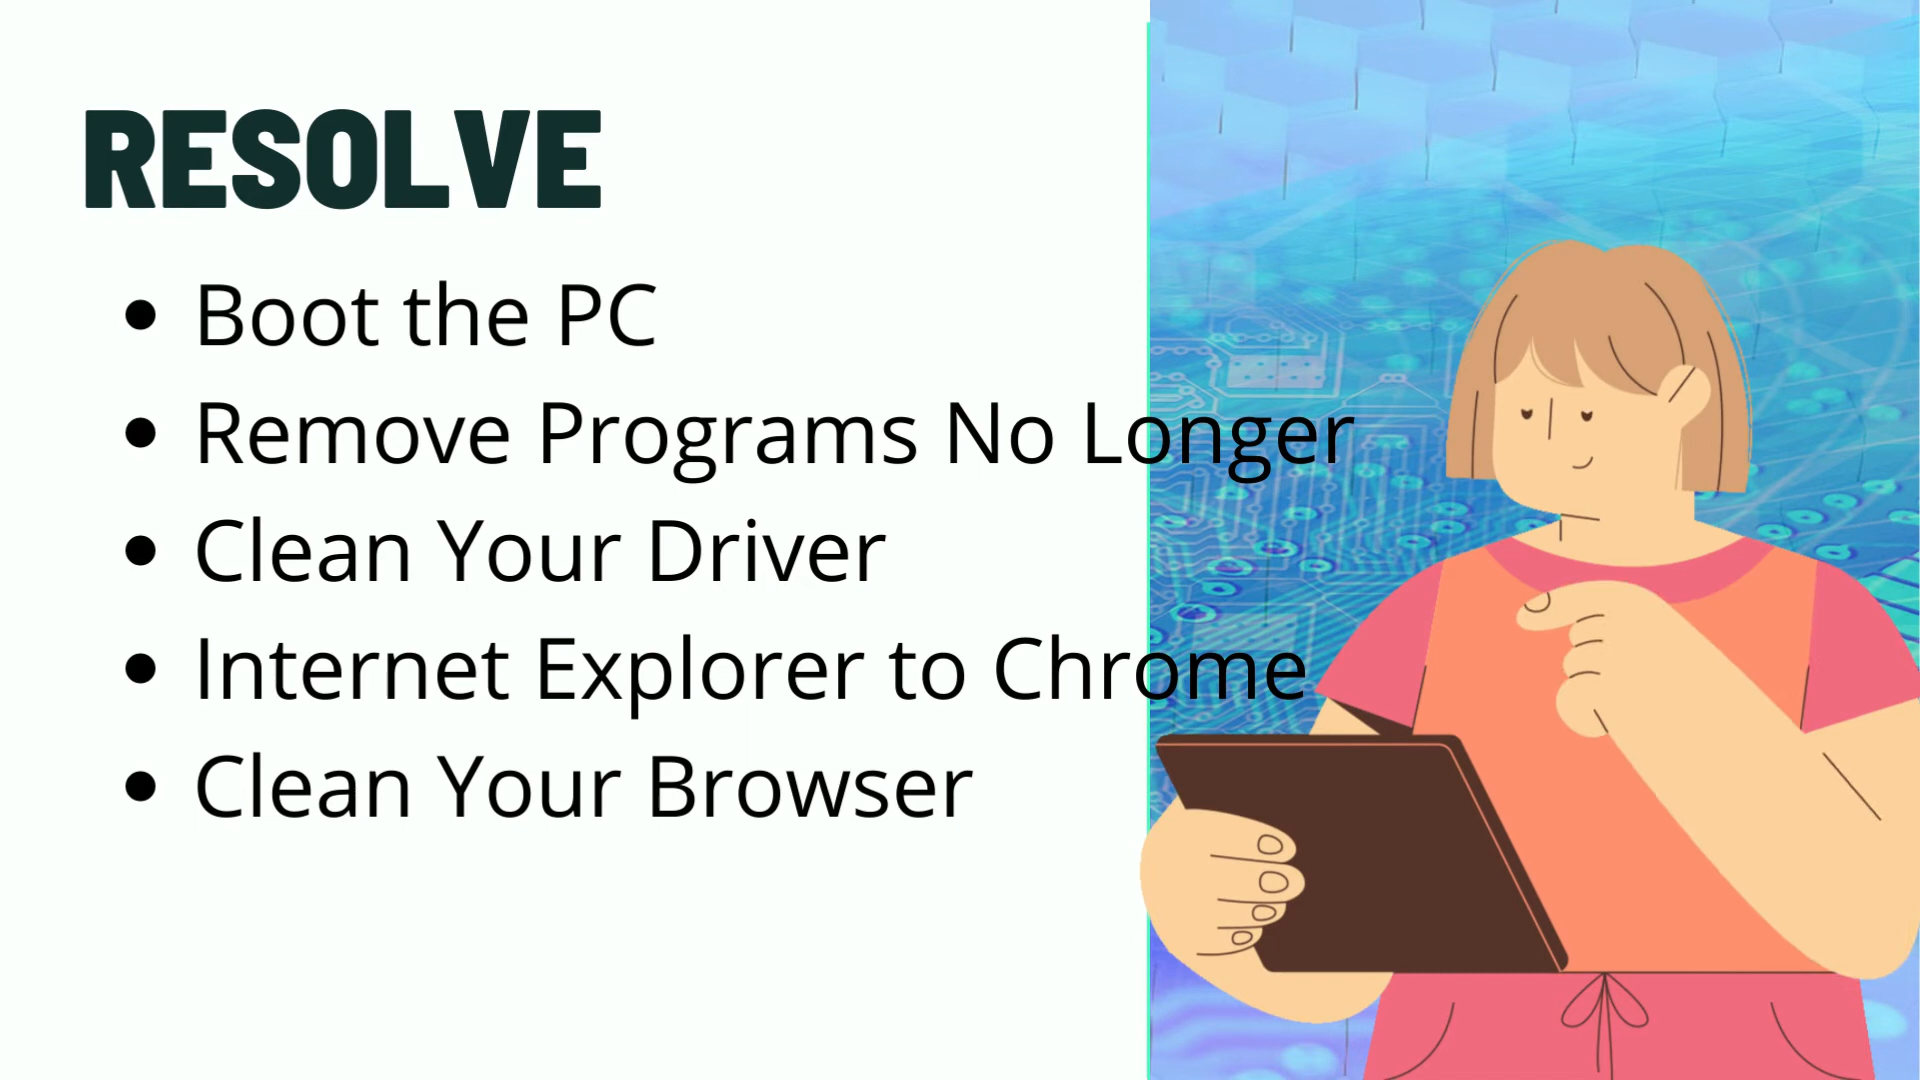 RESOLVE
Boot the PC
Remove Programs No Longer
Clean Your Driver
Internet Explorer to Chrome
Clean Your Browser